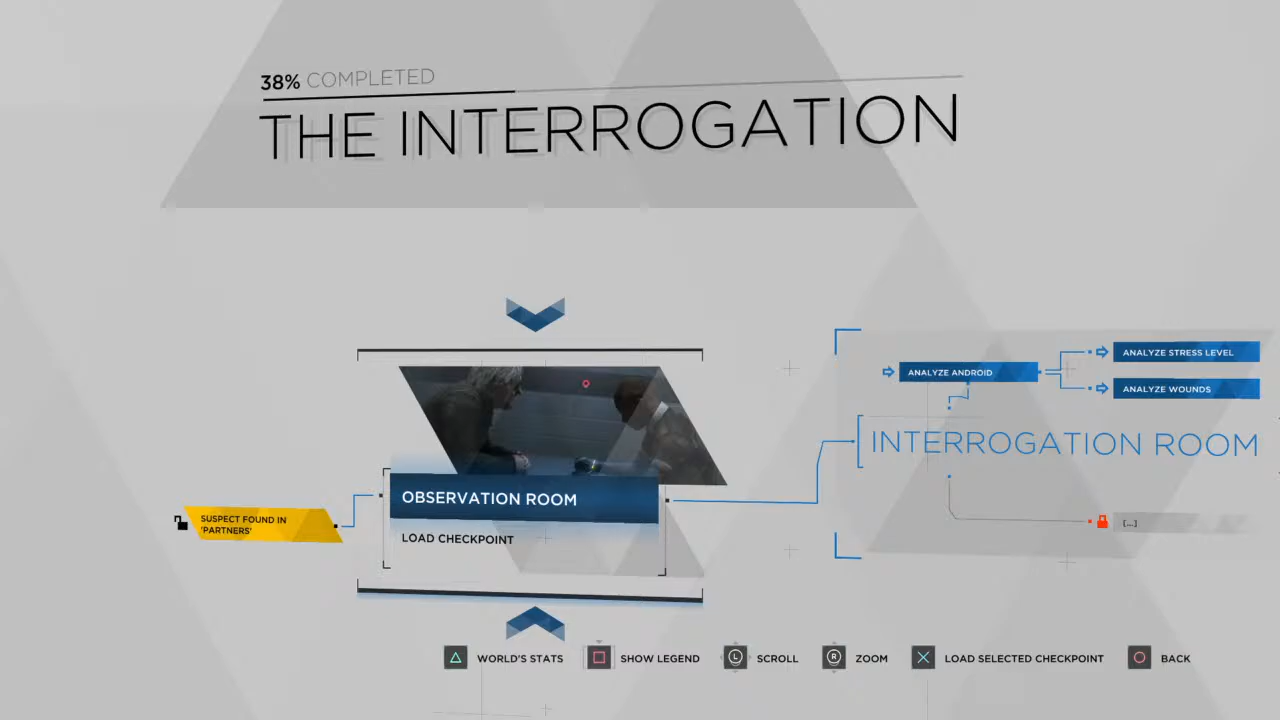 38% COMPLETED
THE INTERROGATION
ANALYZE STRESS LEVEL
ANALYZE ANDROID
ANALYZE WOUNDS
INTERROGATION ROOM
OBSERVATION ROOM
SUSPECT FOUND IN
'PARTNERS'
[...]
LOAD CHECKPOINT
WORLD'S STATS
SHOW LEGEND
L
SCROLL
R
ZOOM
LOAD SELECTED CHECKPOINT
BACK